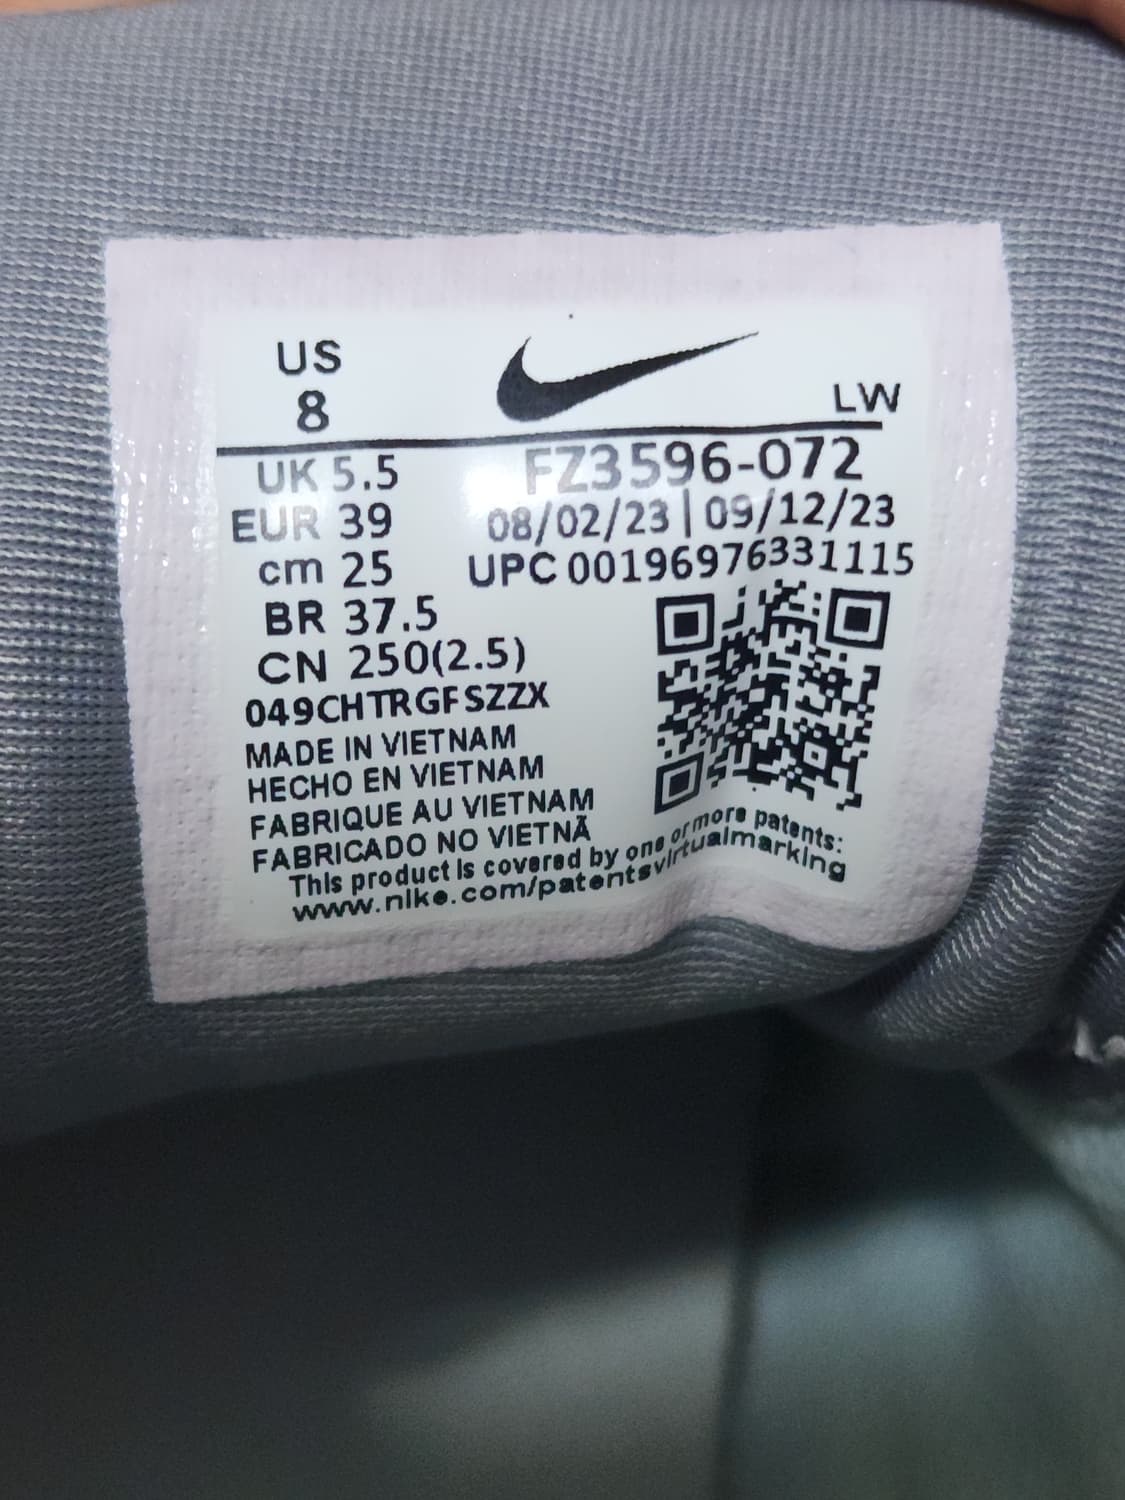 US
8
LW
UK 5.5
FZ3596-072
EUR 39
08/02/23 | 09/12/23
cm 25
UPC 00196976331115
BR 37.5
CN 250(2.5)
049CHTRGFSZZX
MADE IN VIETNAM
HECHO EN VIETNAM
FABRIQUE AU VIETNAM
FABRICADO NO VIETNÃ
This product is covered by one or more patents:
www.nike.com/patentsvirtualmarking